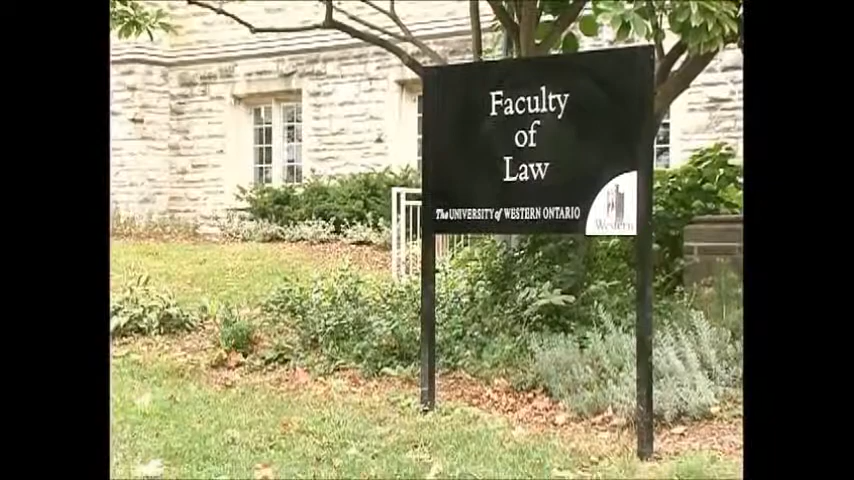 Faculty
of
Law
The UNIVERSITY of WESTERN ONTARIO
Western